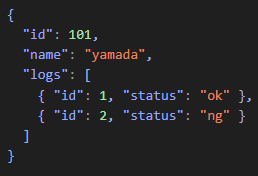 {
  "id": 101,
  "name": "yamada",
  "logs": [
    { "id": 1, "status": "ok" },
    { "id": 2, "status": "ng" }
  ]
}